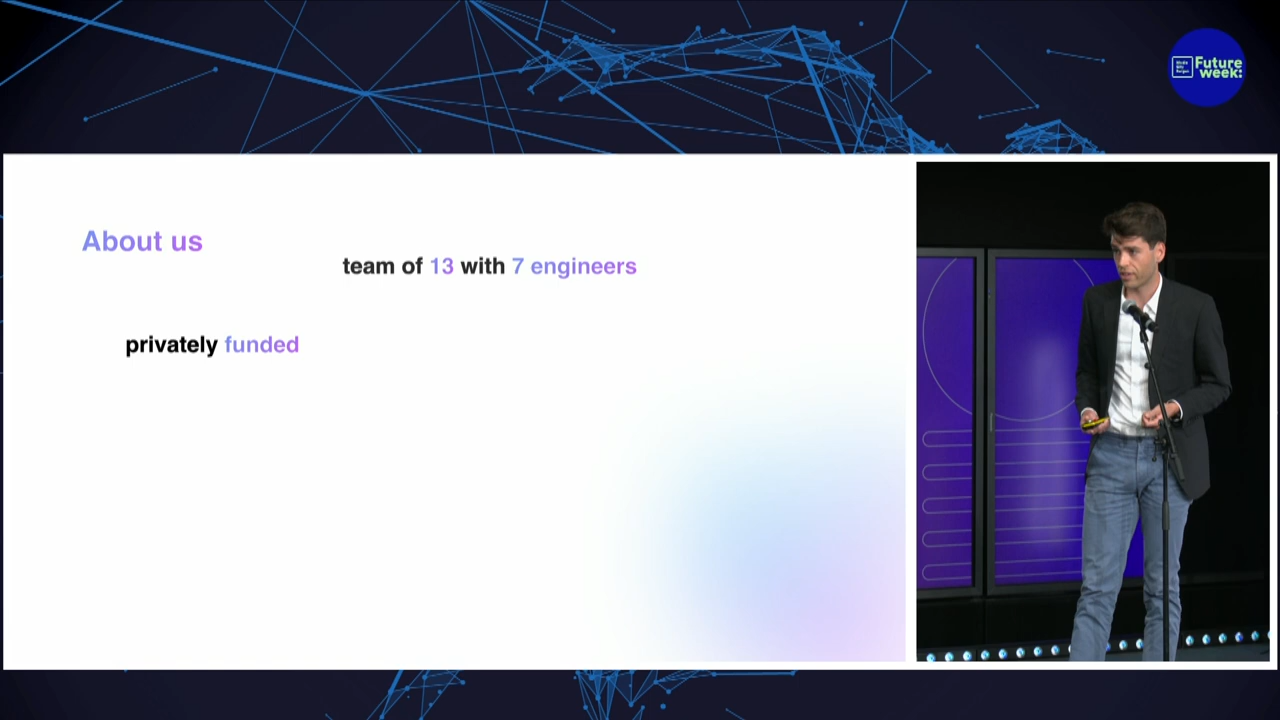 Future
week:
About us
team of 13 with 7 engineers
privately funded